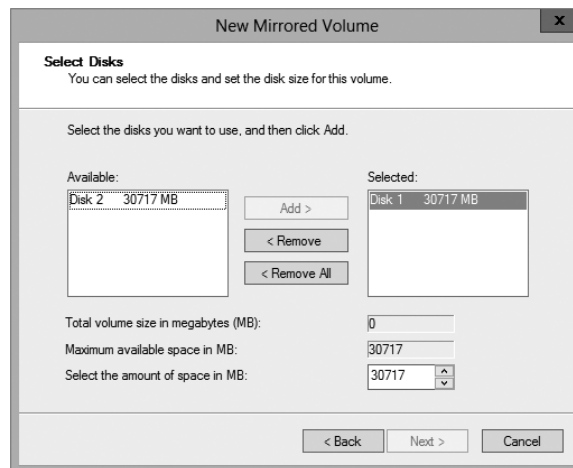 New Mirrored Volume
x
Select Disks
You can select the disks and set the disk size for this volume.
Select the disks you want to use, and then click Add.
Available:
Selected:
Disk 2 30717 MB
Disk 1 30717 MB
Add >
< Remove
< Remove All
Total volume size in megabytes (MB):
0
Maximum available space in MB:
30717
Select the amount of space in MB:
30717
< Back
Next >
Cancel